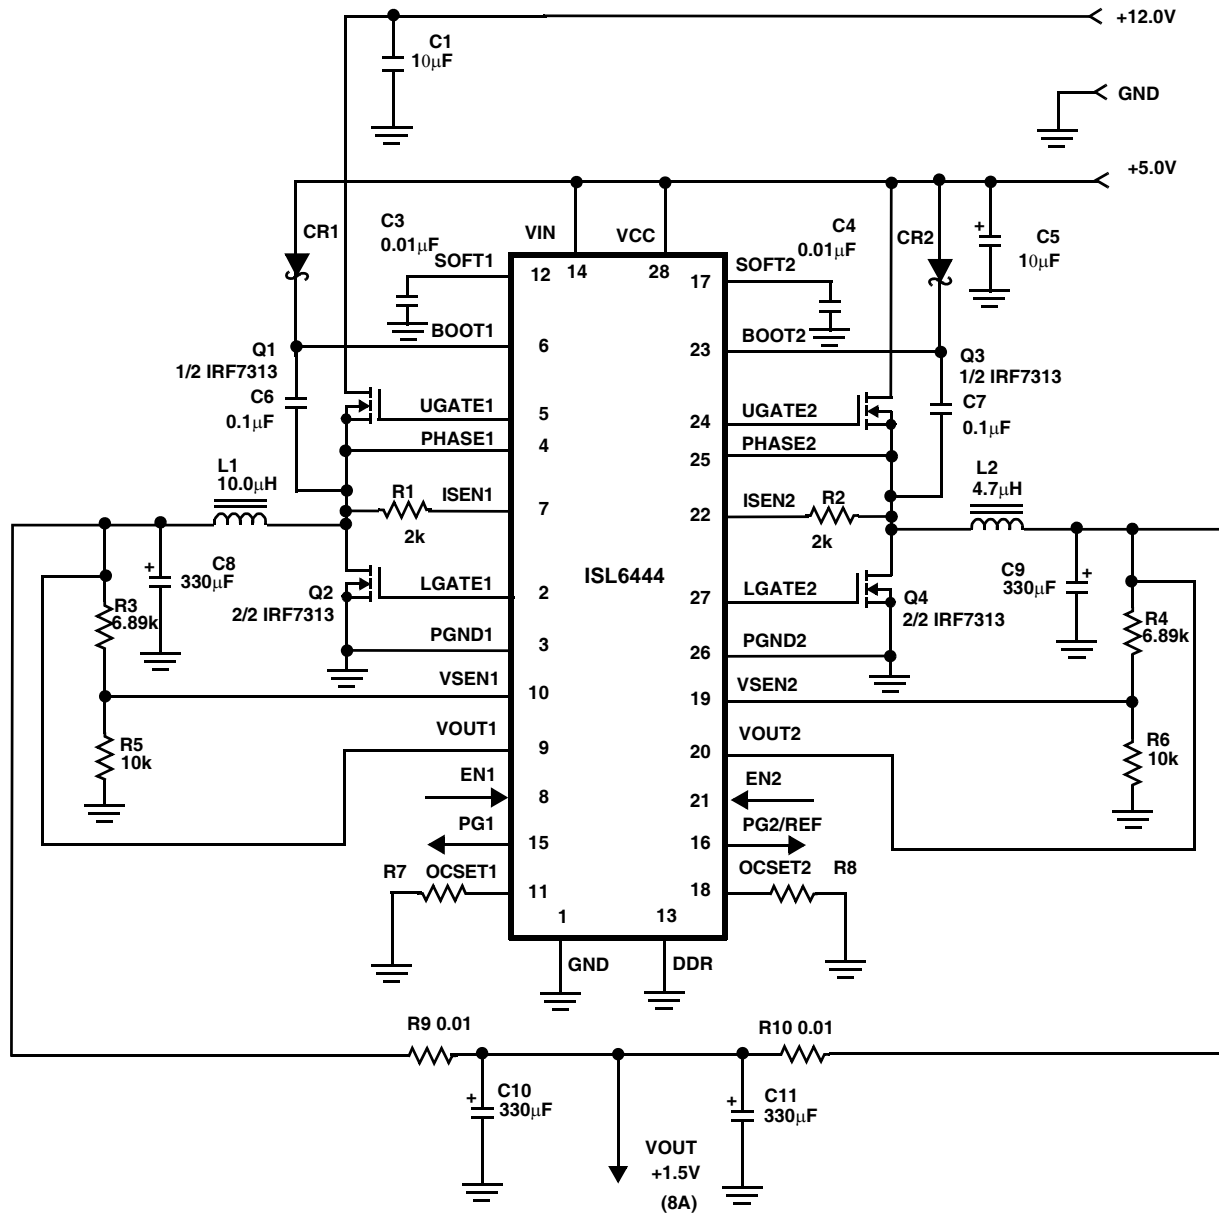 +12.0V
C1
10µF
GND
+5.0V
CR1
C3
0.01µF
VIN
VCC
C4
0.01µF
CR2
+
C5
10µF
SOFT1
12
14
28
17
SOFT2
BOOT1
6
23
BOOT2
Q1
1/2 IRF7313
C6
0.1µF
Q3
1/2 IRF7313
C7
0.1µF
UGATE1
5
24
UGATE2
PHASE1
4
25
PHASE2
L1
10.0µH
R1
2k
ISEN1
7
22
ISEN2
R2
2k
L2
4.7µH
ISL6444
+
C8
330µF
Q2
2/2 IRF7313
LGATE1
2
27
LGATE2
Q4
2/2 IRF7313
C9
330µF
+
R3
6.89k
R4
6.89k
PGND1
3
26
PGND2
VSEN1
10
19
VSEN2
R5
10k
VOUT1
9
20
VOUT2
R6
10k
EN1
8
21
EN2
PG1
15
16
PG2/REF
R7
OCSET1
11
18
OCSET2
R8
1
13
GND
DDR
R9 0.01
R10 0.01
+
C10
330µF
+
C11
330µF
VOUT
+1.5V
(8A)